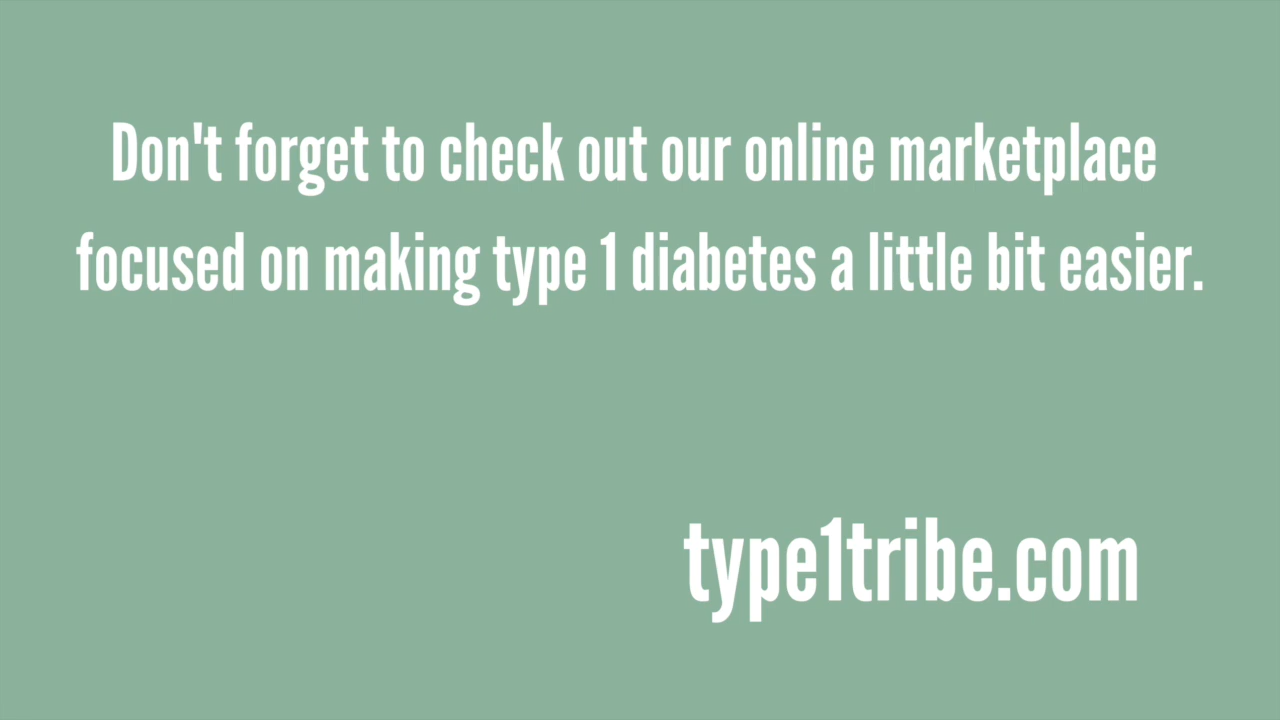 Don't forget to check out our online marketplace
focused on making type 1 diabetes a little bit easier.
type1tribe.com